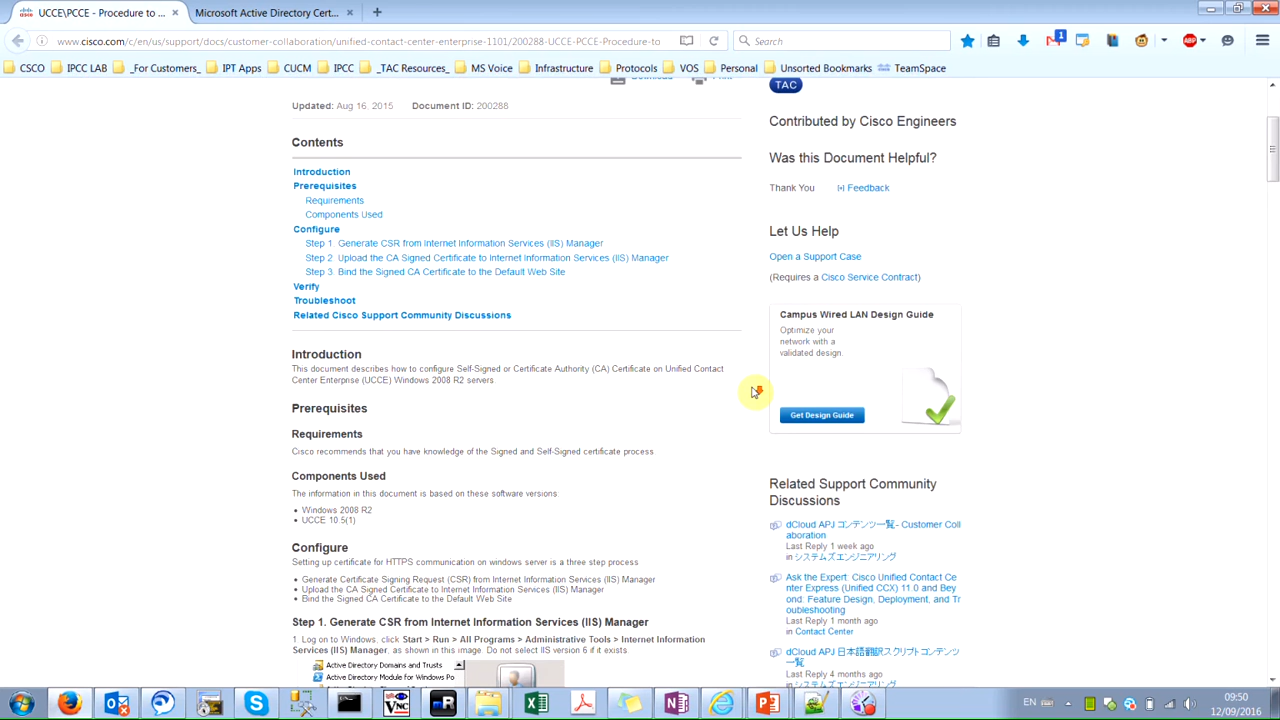 UCCE\PCCE - Procedure to ...
Microsoft Active Directory Cert...
www.cisco.com/c/en/us/support/docs/customer-collaboration/unified-contact-center-enterprise-1101/200288-UCCE-PCCE-Procedure-to
Search
1
ABP
CSCO
IPCC LAB
_For Customers_
IPT Apps
CUCM
IPCC
_TAC Resources_
MS Voice
Infrastructure
Protocols
VOS
Personal
Unsorted Bookmarks
TeamSpace
Updated: Aug 16, 2015
Document ID: 200288
Contents
Introduction
Prerequisites
Requirements
Components Used
Configure
Step 1. Generate CSR from Internet Information Services (IIS) Manager
Step 2. Upload the CA Signed Certificate to Internet Information Services (IIS) Manager
Step 3. Bind the Signed CA Certificate to the Default Web Site
Verify
Troubleshoot
Related Cisco Support Community Discussions
Introduction
This document describes how to configure Self-Signed or Certificate Authority (CA) Certificate on Unified Contact
Center Enterprise (UCCE) Windows 2008 R2 servers.
Prerequisites
Requirements
Cisco recommends that you have knowledge of the Signed and Self-Signed certificate process.
Components Used
The information in this document is based on these software versions:
Windows 2008 R2
UCCE 10.5(1)
Configure
Setting up certificate for HTTPS communication on windows server is a three step process
Generate Certificate Signing Request (CSR) from Internet Information Services (IIS) Manager
Upload the CA Signed Certificate to Internet Information Services (IIS) Manager
Bind the Signed CA Certificate to the Default Web Site
Step 1. Generate CSR from Internet Information Services (IIS) Manager
1. Log on to Windows, click Start > Run > All Programs > Administrative Tools > Internet Information
Services (IIS) Manager, as shown in this image. Do not select IIS version 6 if it exists.
Active Directory Domains and Trusts
Active Directory Module for Windows Po
TAC
Contributed by Cisco Engineers
Was this Document Helpful?
Thank You
[+] Feedback
Let Us Help
Open a Support Case
(Requires a Cisco Service Contract)
Campus Wired LAN Design Guide
Optimize your
network with a
validated design.
Get Design Guide
Related Support Community
Discussions
dCloud APJ コンテンツ一覧 - Customer Coll
aboration
Last Reply 1 week ago
in システムズエンジニアリング
Ask the Expert: Cisco Unified Contact Ce
nter Express (Unified CCX) 11.0 and Bey
ond: Feature Design, Deployment, and Tr
oubleshooting
Last Reply 1 month ago
in Contact Center
dCloud APJ 日本語翻訳スクリプトコンテンツ
一覧
Last Reply 4 months ago
in システムズエンジニアリング
EN
09:50
12/09/2016